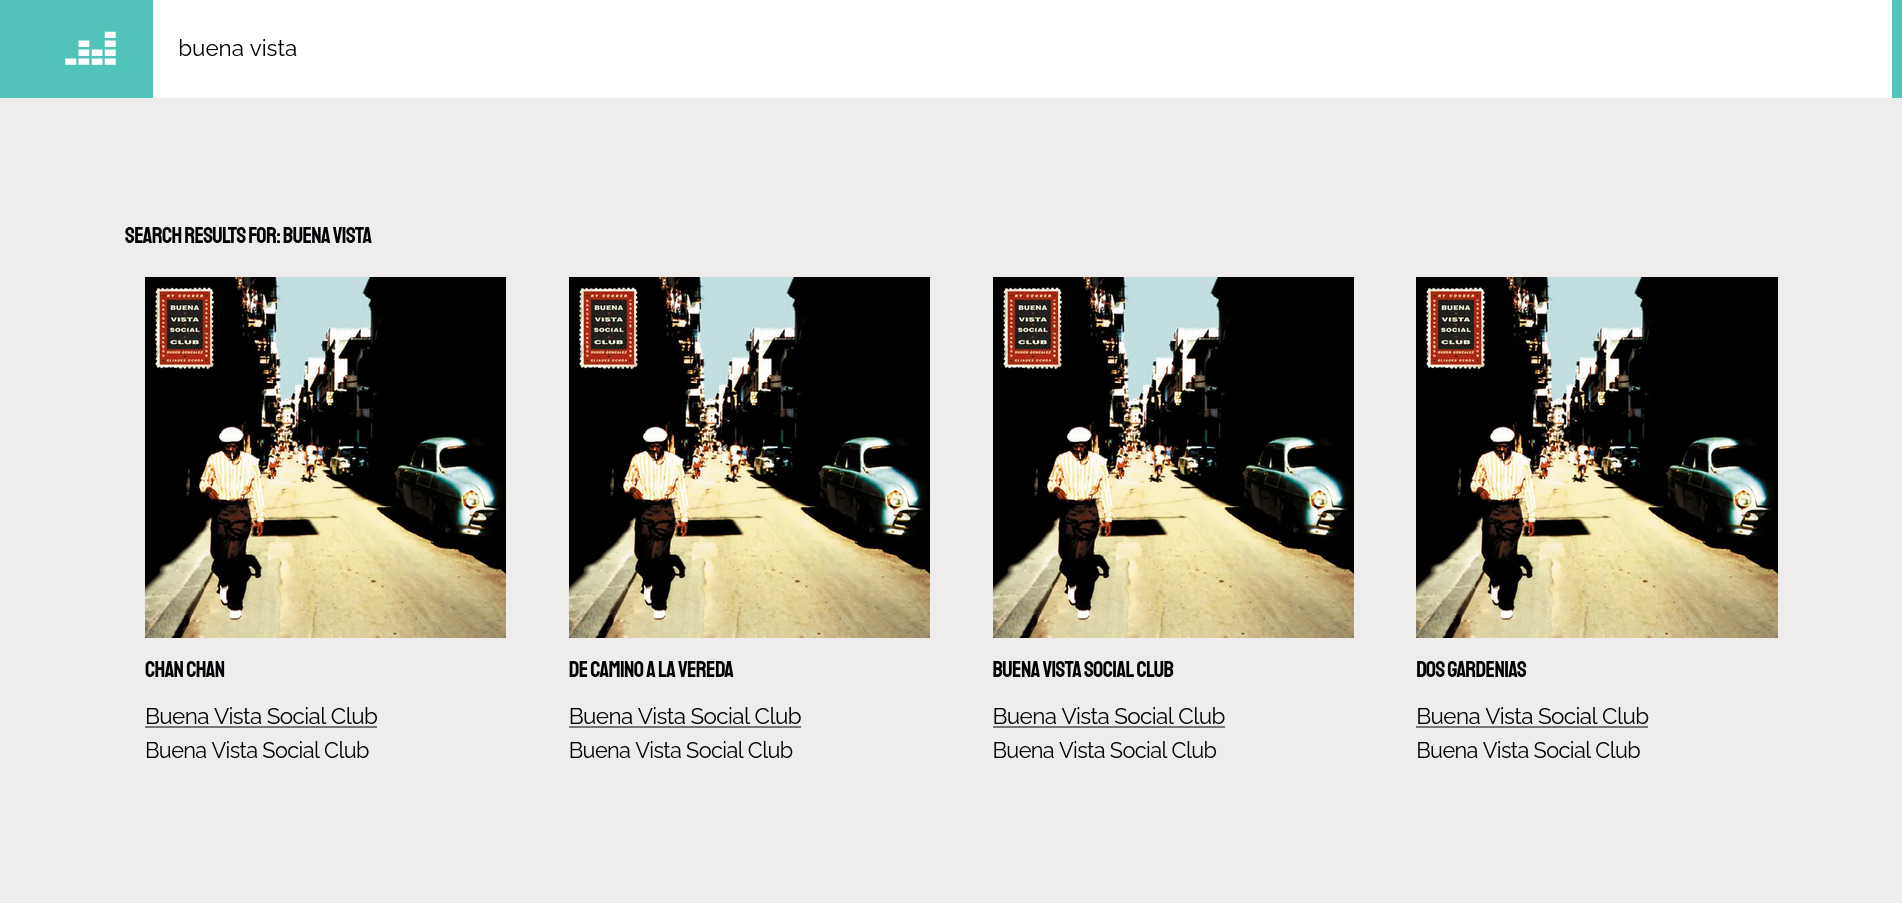 buena vista
SEARCH RESULTS FOR: BUENA VISTA
BUENA
VISTA
SOCIAL
CLUB
BUENA
VISTA
SOCIAL
CLUB
BUENA
VISTA
SOCIAL
CLUB
BUENA
VISTA
SOCIAL
CLUB
CHAN CHAN
Buena Vista Social Club
Buena Vista Social Club
DE CAMINO A LA VEREDA
Buena Vista Social Club
Buena Vista Social Club
BUENA VISTA SOCIAL CLUB
Buena Vista Social Club
Buena Vista Social Club
DOS GARDENIAS
Buena Vista Social Club
Buena Vista Social Club